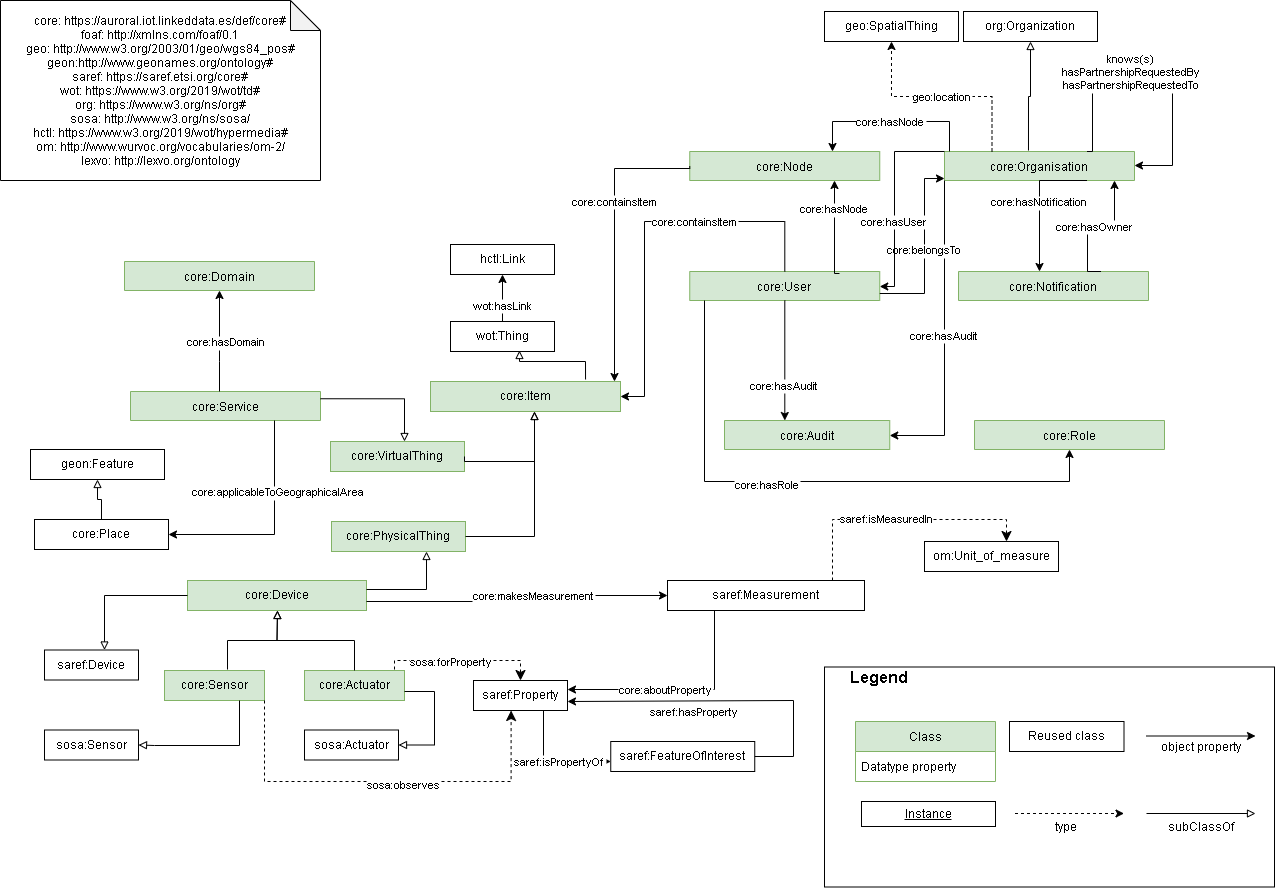 core: https://auroral.iot.linkeddata.es/def/core#
foaf: http://xmlns.com/foaf/0.1
geo: http://www.w3.org/2003/01/geo/wgs84_pos#
geon:http://www.geonames.org/ontology#
saref: https://saref.etsi.org/core#
wot: https://www.w3.org/2019/wot/td#
org: https://www.w3.org/ns/org#
sosa: http://www.w3.org/ns/sosa/
hctl: https://www.w3.org/2019/wot/hypermedia#
om: http://www.wurvoc.org/vocabularies/om-2/
lexvo: http://lexvo.org/ontology
geo:SpatialThing
org:Organization
knows(s)
hasPartnershipRequestedBy
hasPartnershipRequestedTo
geo:location
core:hasNode
core:Node
core:Organisation
core:containsItem
core:hasNode
core:hasNotification
core:containsItem
core:hasUser
core:hasOwner
core:belongsTo
hctl:Link
core:Domain
core:User
core:Notification
wot:hasLink
wot:Thing
core:hasDomain
core:hasAudit
core:hasAudit
core:Item
core:Service
core:Audit
core:Role
core:VirtualThing
geon:Feature
core:applicableToGeographicalArea
core:hasRole
core:Place
core:PhysicalThing
saref:isMeasuredIn
om:Unit_of_measure
core:Device
core:makesMeasurement
saref:Measurement
saref:Device
sosa:forProperty
core:Sensor
core:Actuator
saref:Property
core:aboutProperty
saref:hasProperty
sosa:Sensor
sosa:Actuator
saref:isPropertyOf
saref:FeatureOfInterest
sosa:observes
Legend
Class
Datatype property
Reused class
object property
Instance
type
subClassOf